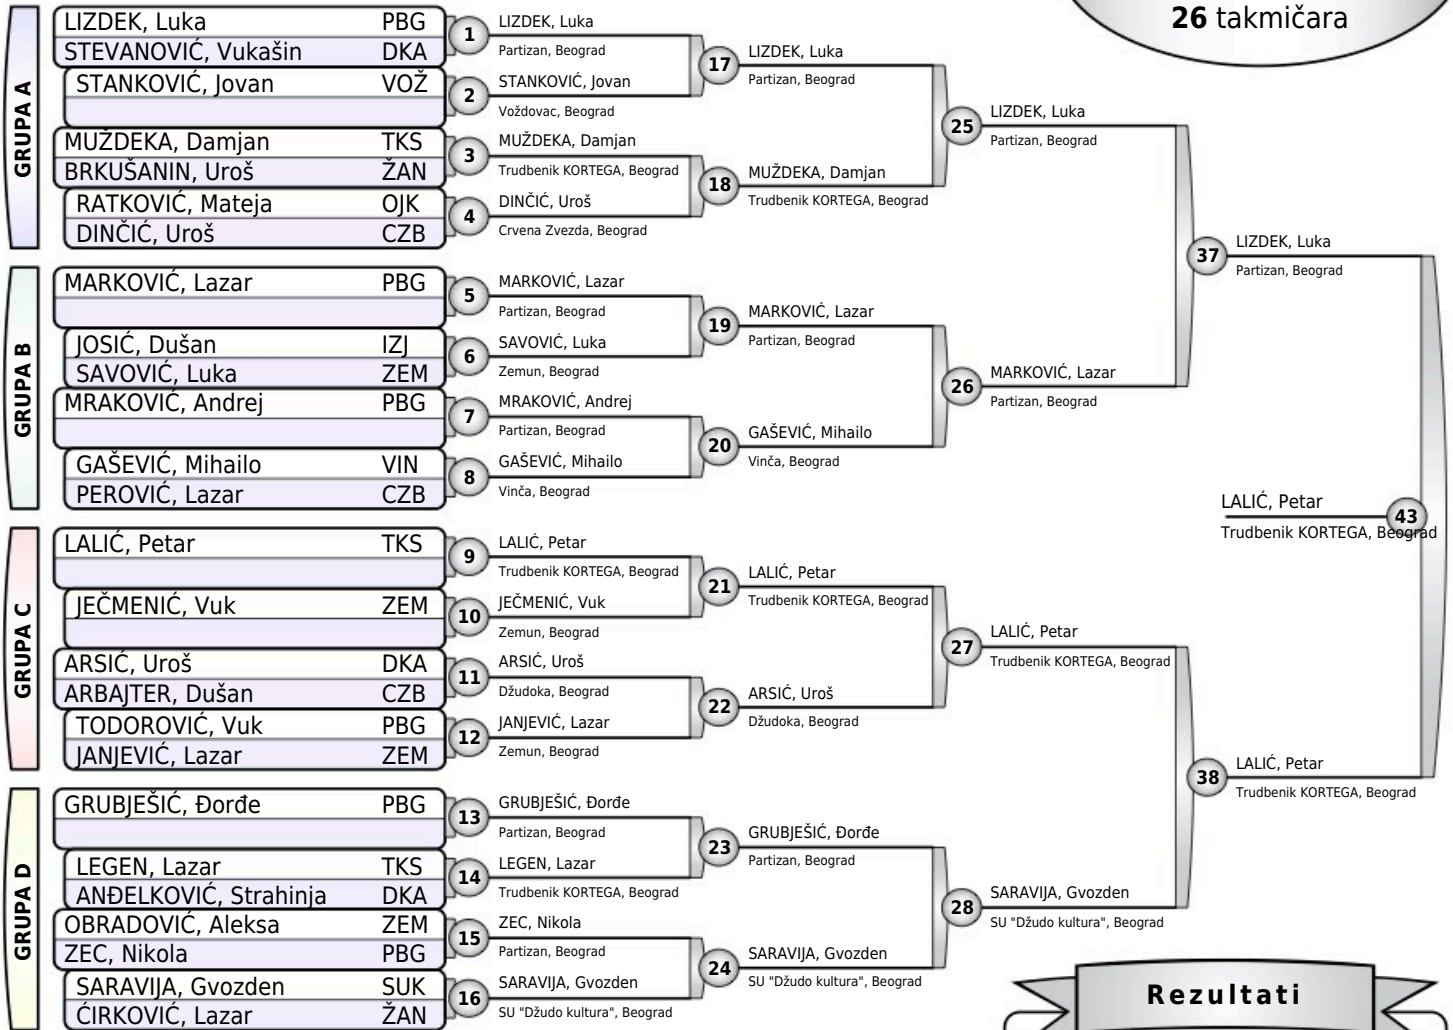 26 takmičara
GRUPA A
LIZDEK, Luka PBG
STEVANOVIĆ, Vukašin DKA
STANKOVIĆ, Jovan VOŽ
MUŽDEKA, Damjan TKS
BRKUŠANIN, Uroš ŽAN
RATKOVIĆ, Mateja OJK
DINČIĆ, Uroš CZB
GRUPA B
MARKOVIĆ, Lazar PBG
JOSIĆ, Dušan IZJ
SAVOVIĆ, Luka ZEM
MRAKOVIĆ, Andrej PBG
GAŠEVIĆ, Mihailo VIN
PEROVIĆ, Lazar CZB
GRUPA C
LALIĆ, Petar TKS
JEČMENIĆ, Vuk ZEM
ARSIĆ, Uroš DKA
ARBAJTER, Dušan CZB
TODOROVIĆ, Vuk PBG
JANJEVIĆ, Lazar ZEM
GRUPA D
GRUBJEŠIĆ, Đorđe PBG
LEGEN, Lazar TKS
ANĐELKOVIĆ, Strahinja DKA
OBRADOVIĆ, Aleksa ZEM
ZEC, Nikola PBG
SARAVIJA, Gvozden SUK
ĆIRKOVIĆ, Lazar ŽAN
1
LIZDEK, Luka
Partizan, Beograd
2
STANKOVIĆ, Jovan
Voždovac, Beograd
3
MUŽDEKA, Damjan
Trudbenik KORTEGA, Beograd
4
DINČIĆ, Uroš
Crvena Zvezda, Beograd
5
MARKOVIĆ, Lazar
Partizan, Beograd
6
SAVOVIĆ, Luka
Zemun, Beograd
7
MRAKOVIĆ, Andrej
Partizan, Beograd
8
GAŠEVIĆ, Mihailo
Vinča, Beograd
9
LALIĆ, Petar
Trudbenik KORTEGA, Beograd
10
JEČMENIĆ, Vuk
Zemun, Beograd
11
ARSIĆ, Uroš
Džudoka, Beograd
12
JANJEVIĆ, Lazar
Zemun, Beograd
13
GRUBJEŠIĆ, Đorđe
Partizan, Beograd
14
LEGEN, Lazar
Trudbenik KORTEGA, Beograd
15
ZEC, Nikola
Partizan, Beograd
16
SARAVIJA, Gvozden
SU "Džudo kultura", Beograd
17
LIZDEK, Luka
Partizan, Beograd
18
MUŽDEKA, Damjan
Trudbenik KORTEGA, Beograd
19
MARKOVIĆ, Lazar
Partizan, Beograd
20
GAŠEVIĆ, Mihailo
Vinča, Beograd
21
LALIĆ, Petar
Trudbenik KORTEGA, Beograd
22
ARSIĆ, Uroš
Džudoka, Beograd
23
GRUBJEŠIĆ, Đorđe
Partizan, Beograd
24
SARAVIJA, Gvozden
SU "Džudo kultura", Beograd
25
LIZDEK, Luka
Partizan, Beograd
26
MARKOVIĆ, Lazar
Partizan, Beograd
27
LALIĆ, Petar
Trudbenik KORTEGA, Beograd
28
SARAVIJA, Gvozden
SU "Džudo kultura", Beograd
37
LIZDEK, Luka
Partizan, Beograd
38
LALIĆ, Petar
Trudbenik KORTEGA, Beograd
43
LALIĆ, Petar
Trudbenik KORTEGA, Beograd
Rezultati